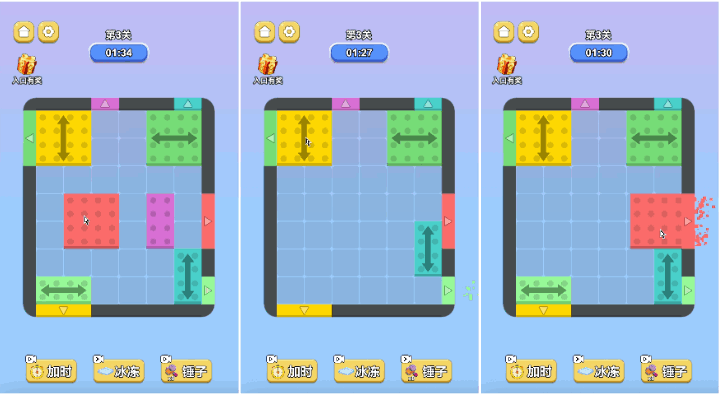 第3关
01:34
入口有奖
加时
冰冻
锤子
第3关
01:27
入口有奖
加时
冰冻
锤子
第3关
01:30
入口有奖
加时
冰冻
锤子